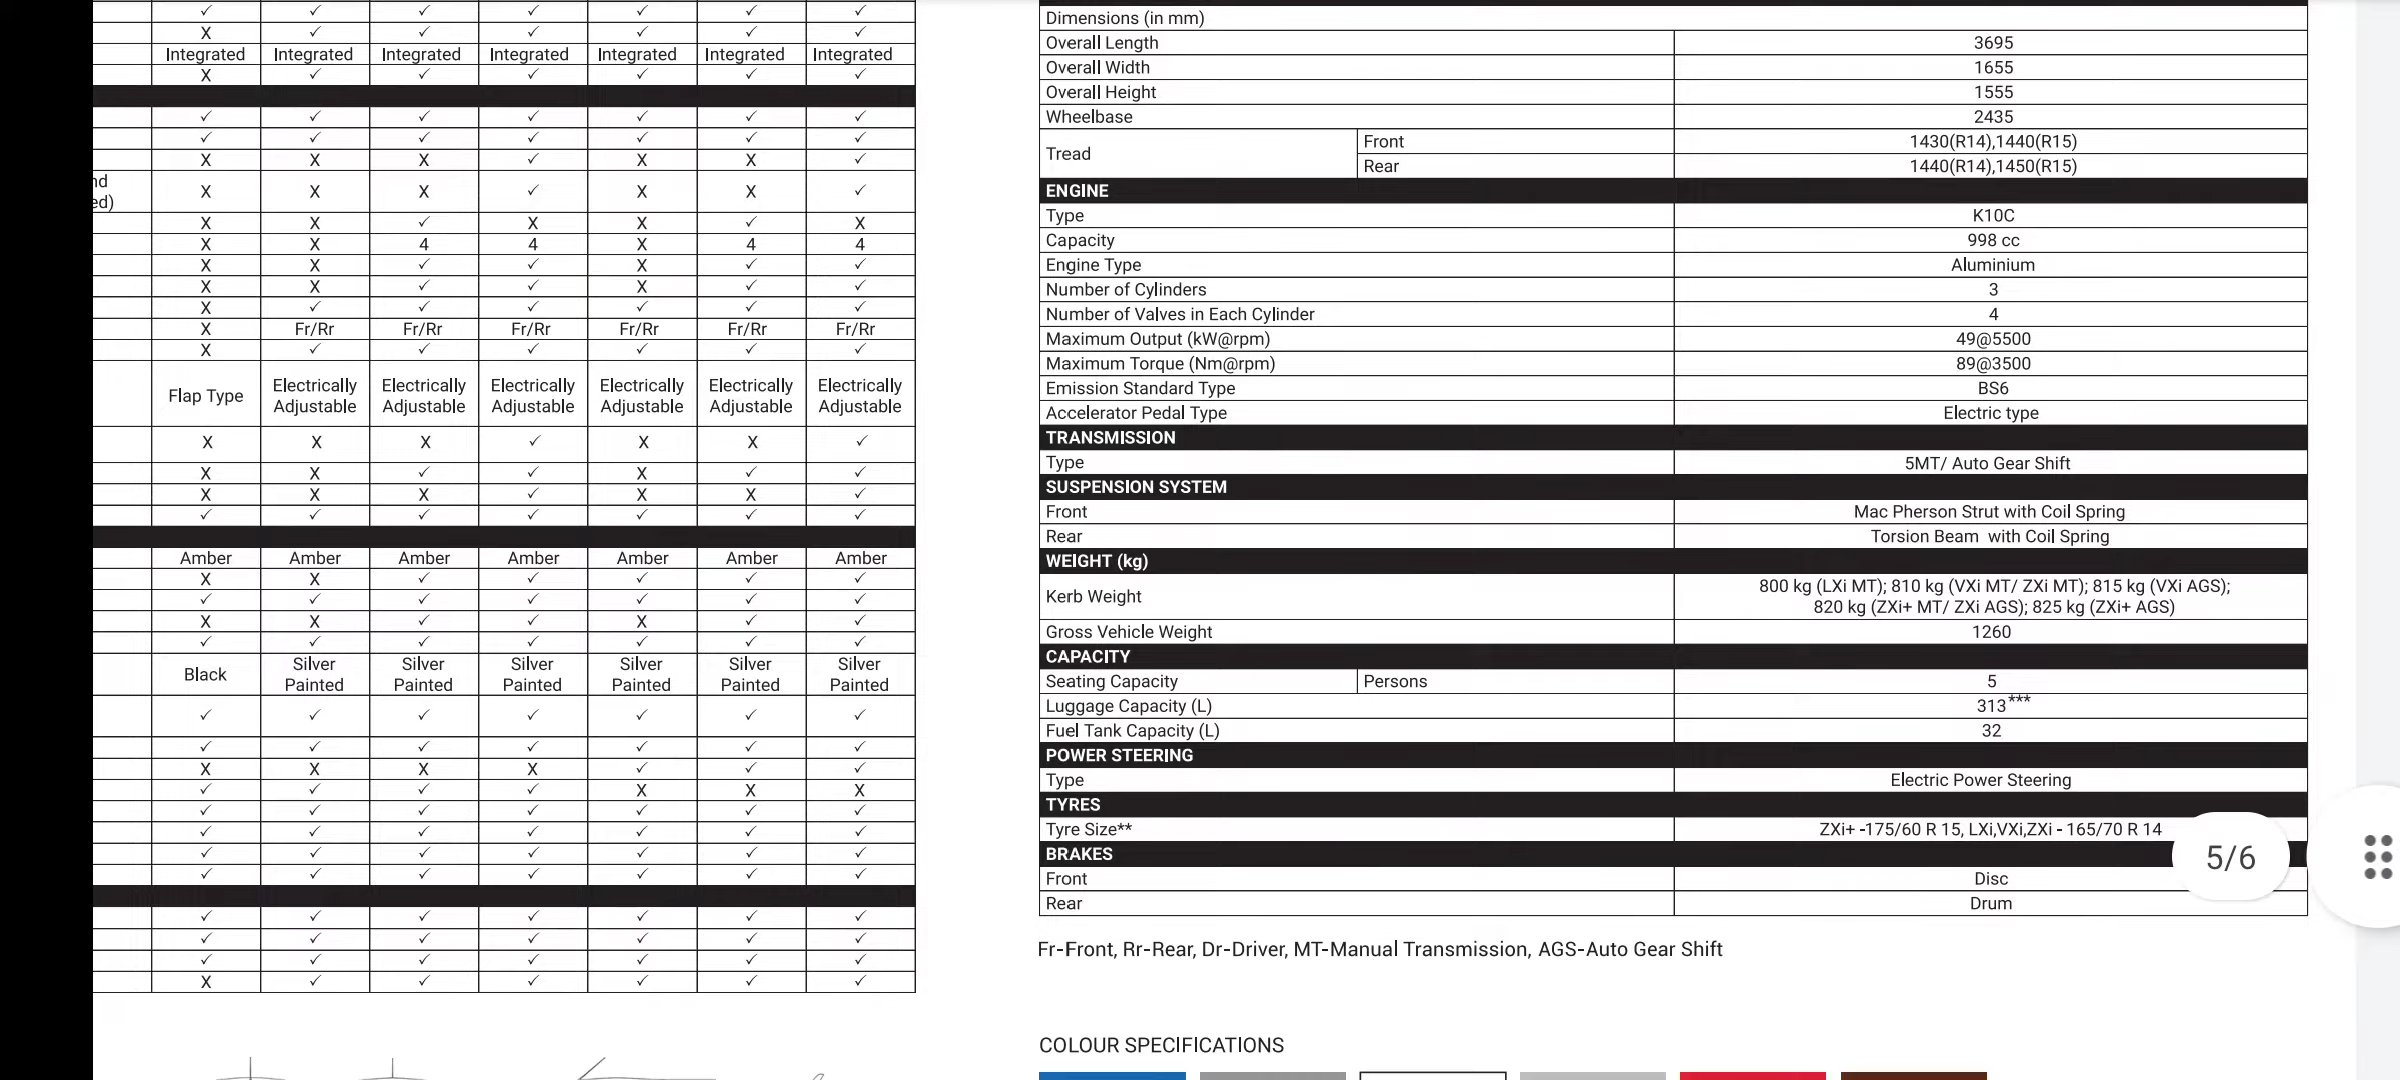 ✓ ✓ ✓ ✓ ✓ ✓ ✓
X ✓ ✓ ✓ ✓ ✓ ✓
Integrated Integrated Integrated Integrated Integrated Integrated Integrated
X ✓ ✓ ✓ ✓ ✓ ✓
✓ ✓ ✓ ✓ ✓ ✓ ✓
✓ ✓ ✓ ✓ ✓ ✓ ✓
X X X ✓ X X ✓
nd
ed) X X X ✓ X X ✓
X X ✓ X X ✓ X
X X 4 4 X 4 4
X X ✓ ✓ X ✓ ✓
X X ✓ ✓ X ✓ ✓
X ✓ ✓ ✓ ✓ ✓ ✓
X Fr/Rr Fr/Rr Fr/Rr Fr/Rr Fr/Rr Fr/Rr
X ✓ ✓ ✓ ✓ ✓ ✓
Flap Type Electrically Electrically Electrically Electrically Electrically Electrically
Adjustable Adjustable Adjustable Adjustable Adjustable Adjustable
X X X ✓ X X ✓
X X ✓ ✓ X ✓ ✓
X X X ✓ X X ✓
✓ ✓ ✓ ✓ ✓ ✓ ✓
Amber Amber Amber Amber Amber Amber Amber
X X ✓ ✓ ✓ ✓ ✓
✓ ✓ ✓ ✓ ✓ ✓ ✓
X X ✓ ✓ X ✓ ✓
✓ ✓ ✓ ✓ ✓ ✓ ✓
Black Silver Silver Silver Silver Silver Silver
Painted Painted Painted Painted Painted Painted
✓ ✓ ✓ ✓ ✓ ✓ ✓
✓ ✓ ✓ ✓ ✓ ✓ ✓
X X X X ✓ ✓ ✓
✓ ✓ ✓ ✓ X X X
✓ ✓ ✓ ✓ ✓ ✓ ✓
✓ ✓ ✓ ✓ ✓ ✓ ✓
✓ ✓ ✓ ✓ ✓ ✓ ✓
✓ ✓ ✓ ✓ ✓ ✓ ✓
✓ ✓ ✓ ✓ ✓ ✓ ✓
✓ ✓ ✓ ✓ ✓ ✓ ✓
✓ ✓ ✓ ✓ ✓ ✓ ✓
X ✓ ✓ ✓ ✓ ✓ ✓
Dimensions (in mm)
Overall Length 3695
Overall Width 1655
Overall Height 1555
Wheelbase 2435
Tread Front 1430(R14),1440(R15)
Rear 1440(R14),1450(R15)
ENGINE
Type K10C
Capacity 998 cc
Engine Type Aluminium
Number of Cylinders 3
Number of Valves in Each Cylinder 4
Maximum Output (kW@rpm) 49@5500
Maximum Torque (Nm@rpm) 89@3500
Emission Standard Type BS6
Accelerator Pedal Type Electric type
TRANSMISSION
Type 5MT/ Auto Gear Shift
SUSPENSION SYSTEM
Front Mac Pherson Strut with Coil Spring
Rear Torsion Beam with Coil Spring
WEIGHT (kg)
Kerb Weight 800 kg (LXi MT); 810 kg (VXi MT/ ZXi MT); 815 kg (VXi AGS);
820 kg (ZXi+ MT/ ZXi AGS); 825 kg (ZXi+ AGS)
Gross Vehicle Weight 1260
CAPACITY
Seating Capacity Persons 5
Luggage Capacity (L) 313***
Fuel Tank Capacity (L) 32
POWER STEERING
Type Electric Power Steering
TYRES
Tyre Size** ZXi+ -175/60 R 15, LXi,VXi,ZXi - 165/70 R 14
BRAKES
Front Disc
Rear Drum
5/6
Fr-Front, Rr-Rear, Dr-Driver, MT-Manual Transmission, AGS-Auto Gear Shift
COLOUR SPECIFICATIONS